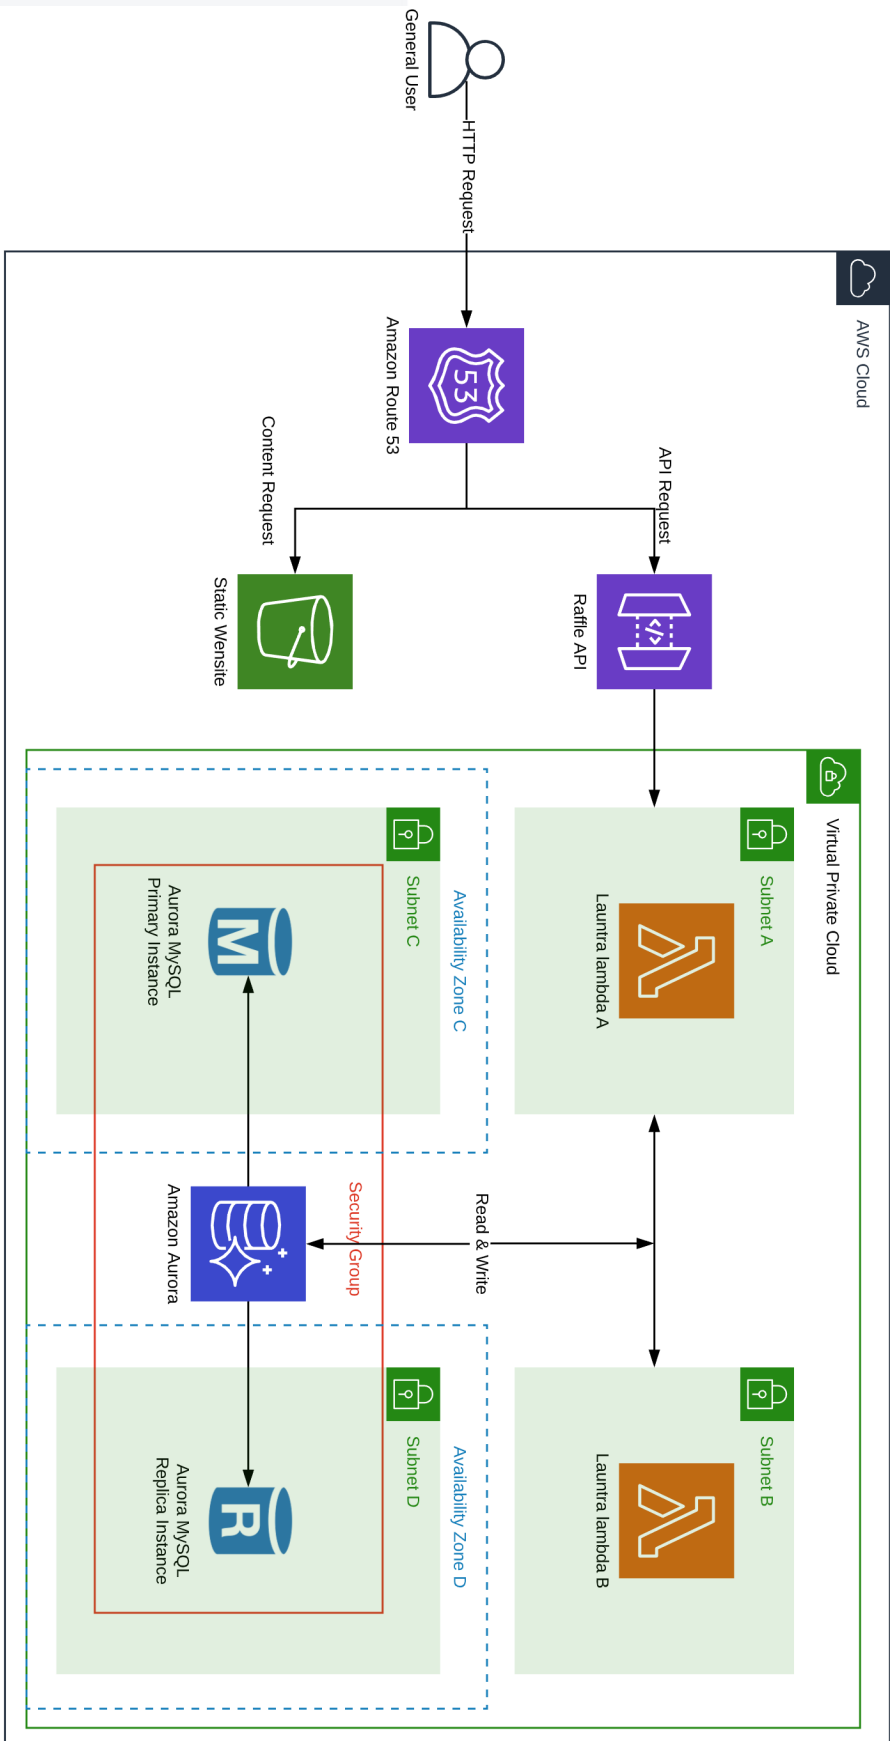 General User
HTTP Request
AWS Cloud
53
Amazon Route 53
API Request
Content Request
Raffle API
Static Wensite
Virtual Private Cloud
Subnet A
Launtra lambda A
Subnet B
Launtra lambda B
Read & Write
Availability Zone C
Subnet C
M
Aurora MySQL
Primary Instance
Security Group
Amazon Aurora
Availability Zone D
Subnet D
R
Aurora MySQL
Replica Instance